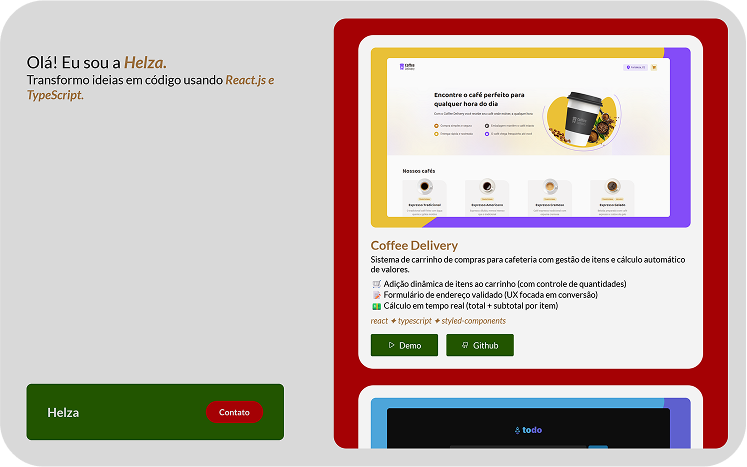 Olá! Eu sou a Helza.
Transformo ideias em código usando React.js e
TypeScript.
Helza
Contato
Coffee
Delivery
Encontre o café perfeito para
qualquer hora do dia
Nossos cafés
Expresso Tradicional
Expresso Americano
Expresso Cremoso
Expresso Gelado
Coffee Delivery
Sistema de carrinho de compras para cafeteria com gestão de itens e cálculo automático
de valores.
🛒 Adição dinâmica de itens ao carrinho (com controle de quantidades)
📝 Formulário de endereço validado (UX focada em conversão)
💵 Cálculo em tempo real (total + subtotal por item)
react ✦ typescript ✦ styled-components
Demo
Github
todo